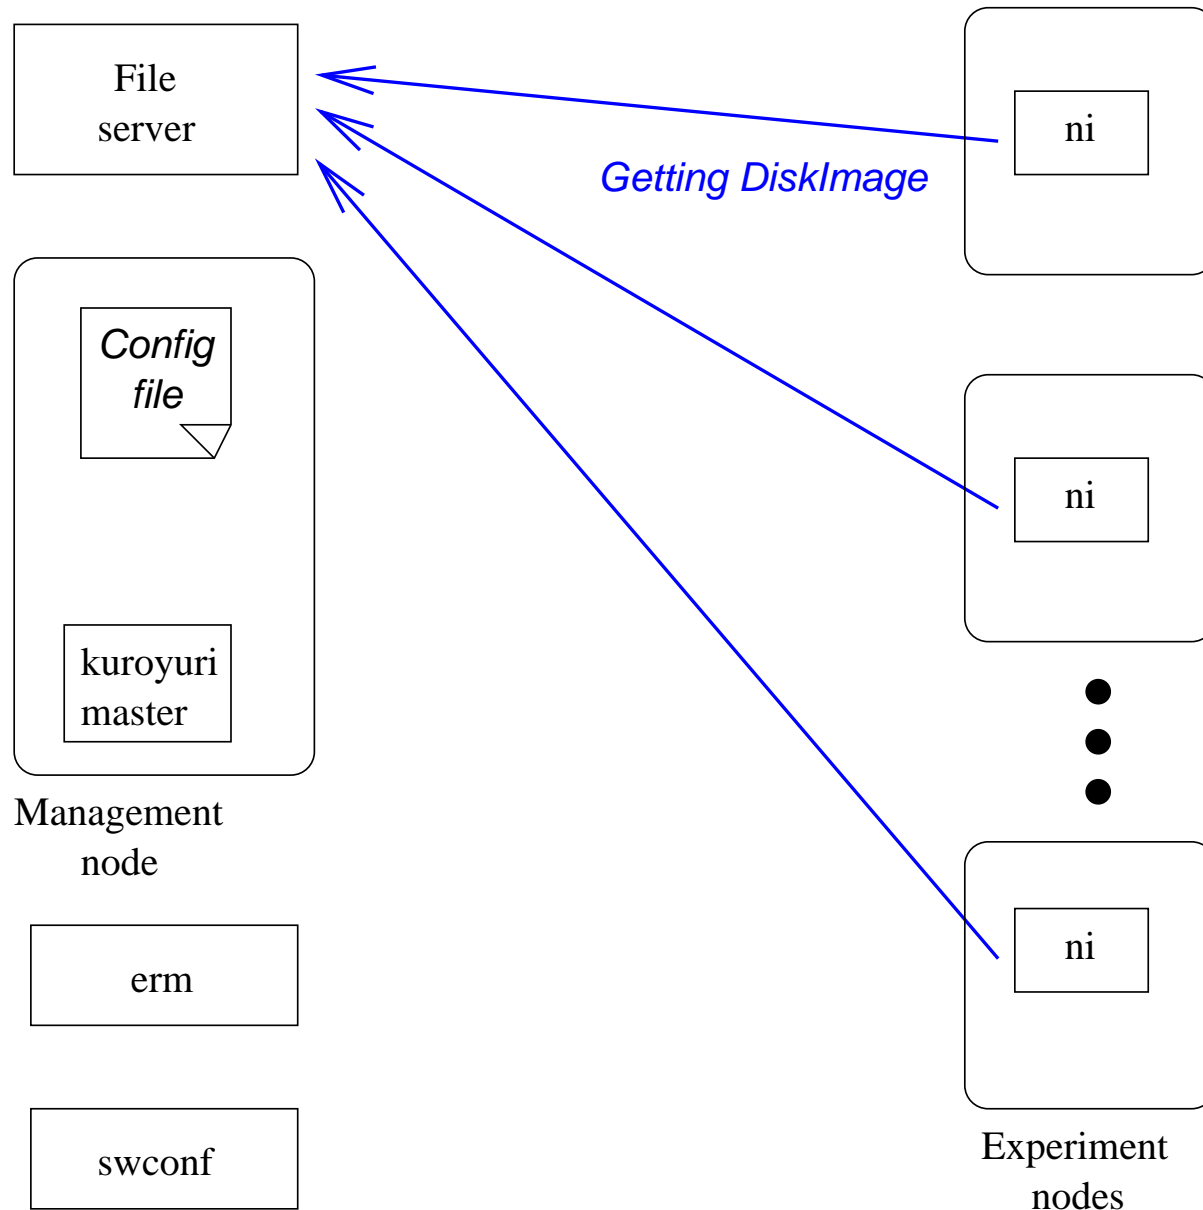 File
server
ni
Getting DiskImage
Config
file
ni
kuroyuri
master
Management
node
erm
ni
swconf
Experiment
nodes